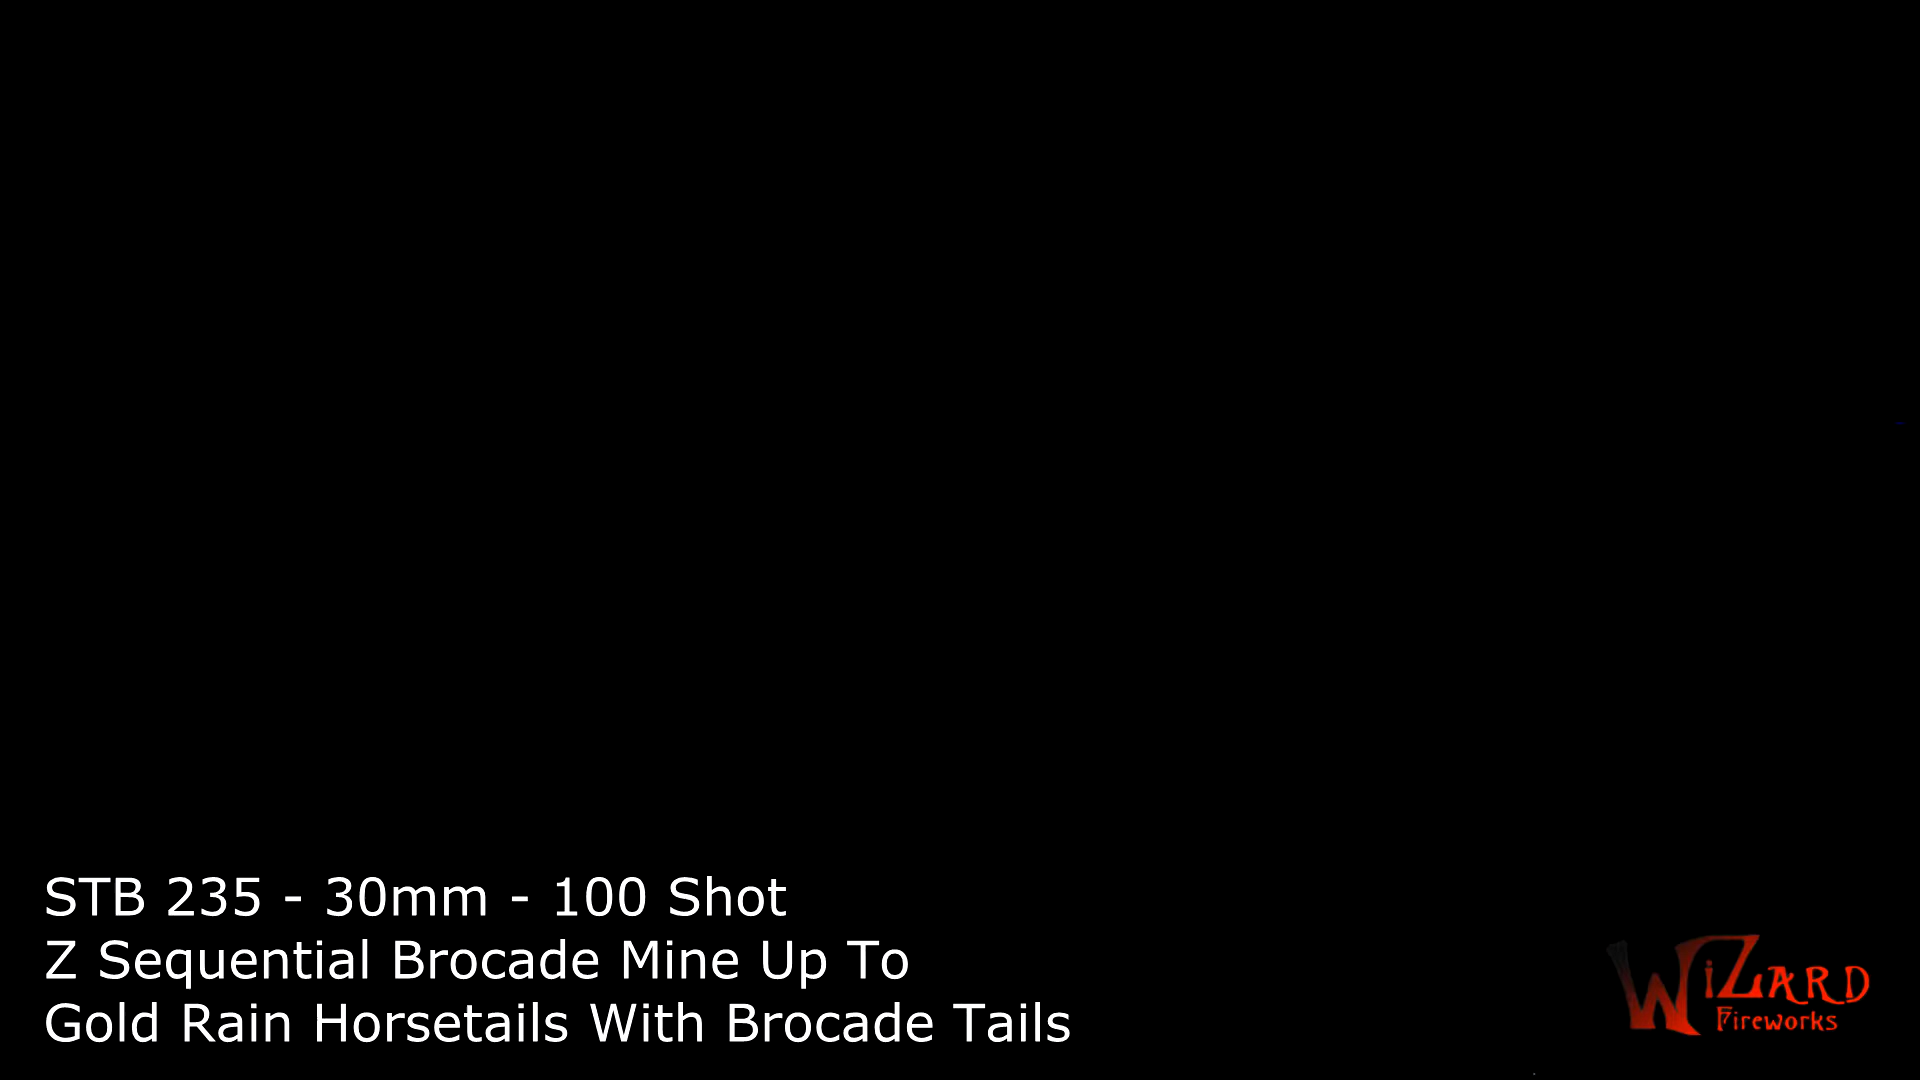 STB 235 - 30mm - 100 Shot
Z Sequential Brocade Mine Up To
Gold Rain Horsetails With Brocade Tails
WiZARD
Fireworks